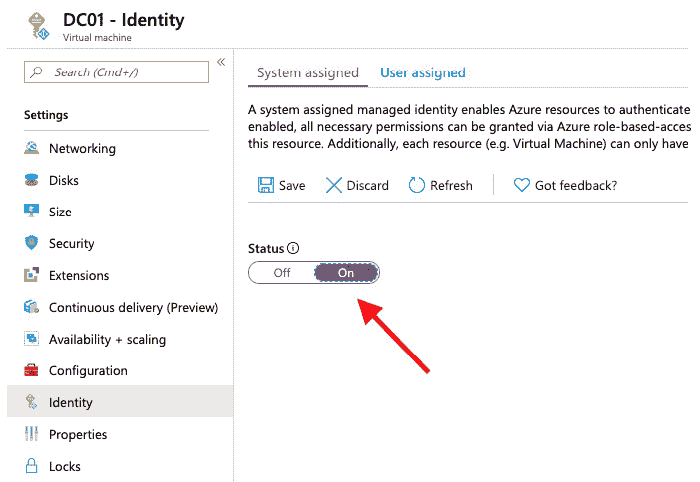 DC01 - Identity
Virtual machine
Search (Cmd+/)
«
Settings
Networking
Disks
Size
Security
Extensions
Continuous delivery (Preview)
Availability + scaling
Configuration
Identity
Properties
Locks
System assigned
User assigned
A system assigned managed identity enables Azure resources to authenticate
enabled, all necessary permissions can be granted via Azure role-based-acces
this resource. Additionally, each resource (e.g. Virtual Machine) can only have
Save
Discard
Refresh
Got feedback?
Status
Off
On